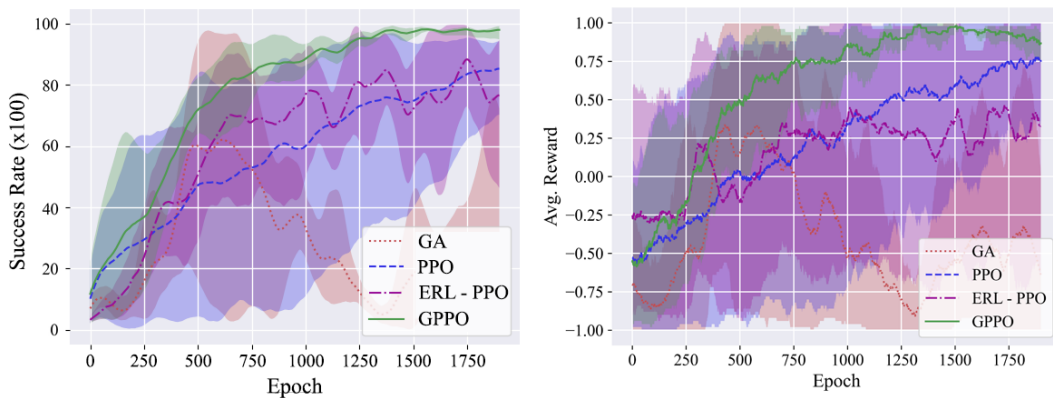 100
80
60
40
20
0
Success Rate (x100)
0 250 500 750 1000 1250 1500 1750
Epoch
GA
PPO
ERL - PPO
GPPO
1.00
0.75
0.50
0.25
0.00
−0.25
−0.50
−0.75
−1.00
Avg. Reward
0 250 500 750 1000 1250 1500 1750
Epoch
GA
PPO
ERL - PPO
GPPO